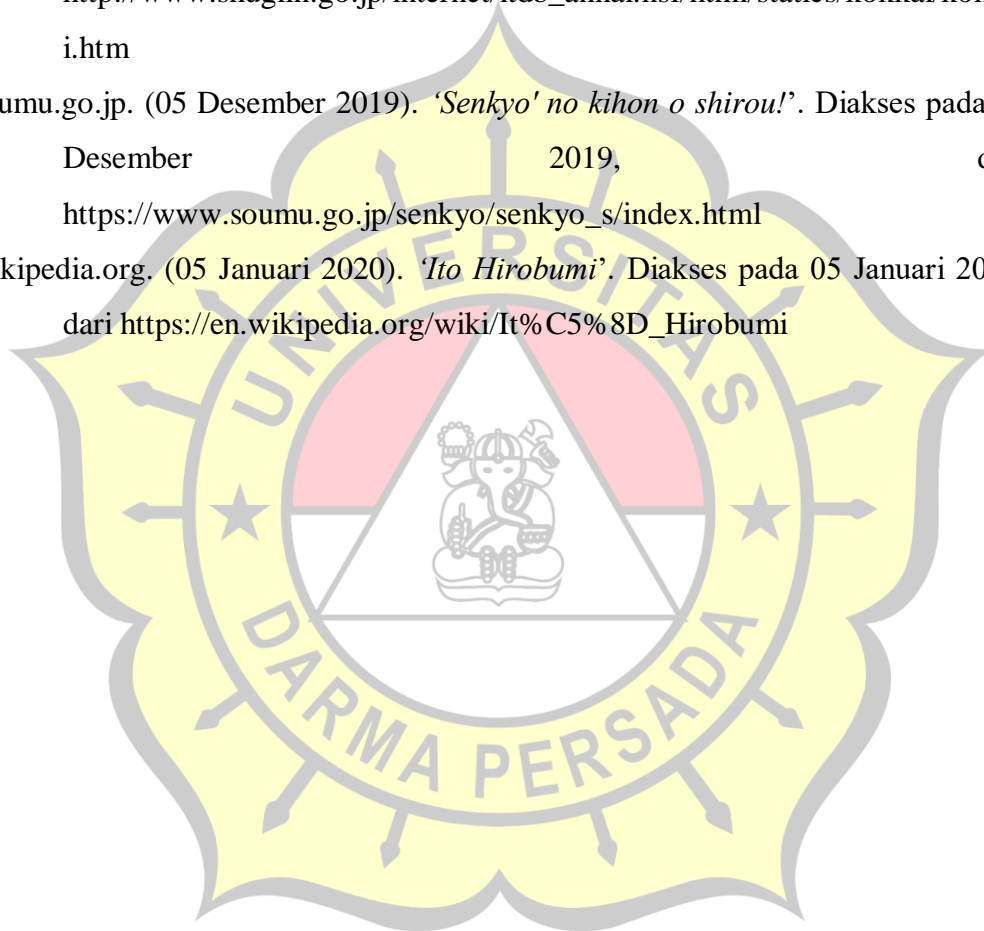 http://www.shugiin.go.jp/internet/itdb_annai.nsf/html/statics/kokkai/kok
i.htm
umu.go.jp. (05 Desember 2019). ‘Senkyo' no kihon o shirou!’. Diakses pada
Desember 2019, d
https://www.soumu.go.jp/senkyo/senkyo_s/index.html
kipedia.org. (05 Januari 2020). ‘Ito Hirobumi’. Diakses pada 05 Januari 20
dari https://en.wikipedia.org/wiki/It%C5%8D_Hirobumi
UNIVERSITAS
DARMA PERSADA